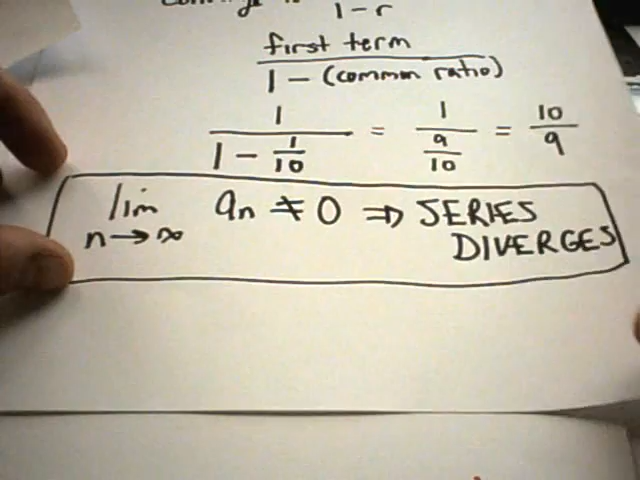 1 - r
first term
1 - (common ratio)
1 / (1 - 1/10) = 1 / (9/10) = 10/9
lim n→∞ an ≠ 0 ⇒ SERIES
DIVERGES